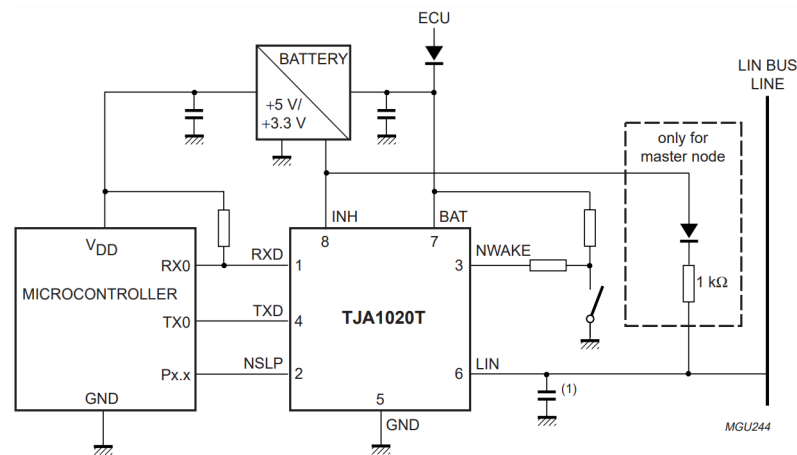 ECU
BATTERY
+5 V/
+3.3 V
LIN BUS
LINE
only for
master node
INH
BAT
8
7
VDD
RX0
RXD
1
3
NWAKE
1 kΩ
MICROCONTROLLER
TJA1020T
TX0
TXD
4
Px.x
NSLP
2
6
LIN
(1)
GND
5
GND
MGU244